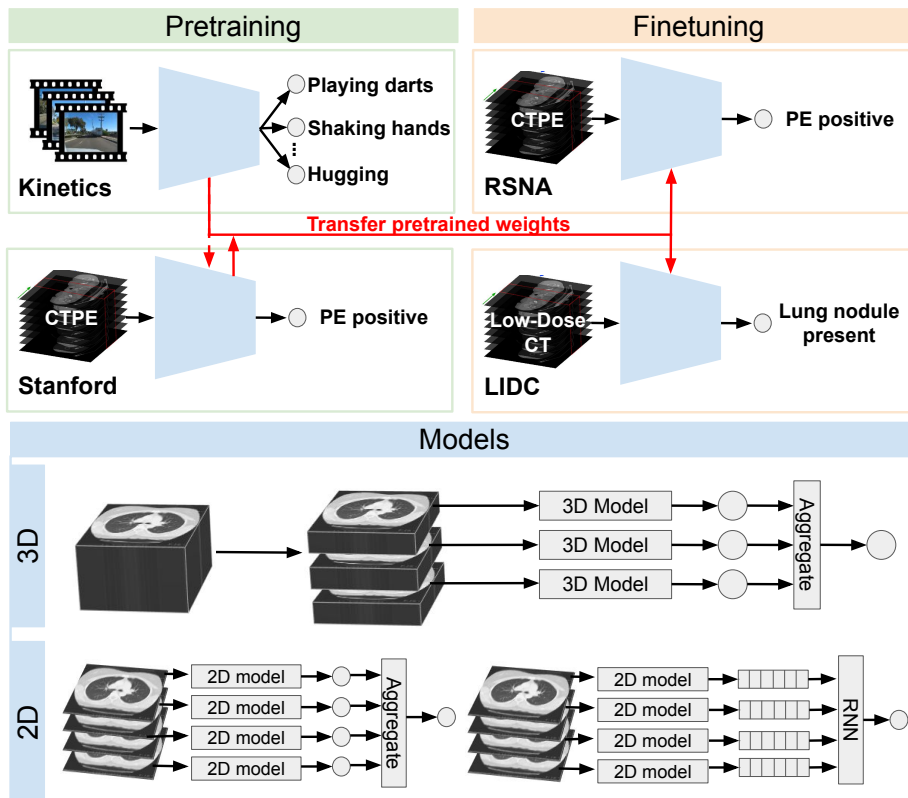 Pretraining
Finetuning
Playing darts
Shaking hands
Hugging
Kinetics
CTPE
PE positive
RSNA
Transfer pretrained weights
CTPE
PE positive
Stanford
Low-Dose
CT
Lung nodule
present
LIDC
Models
3D
3D Model
3D Model
3D Model
Aggregate
2D
2D model
2D model
2D model
2D model
Aggregate
2D model
2D model
2D model
2D model
RNN